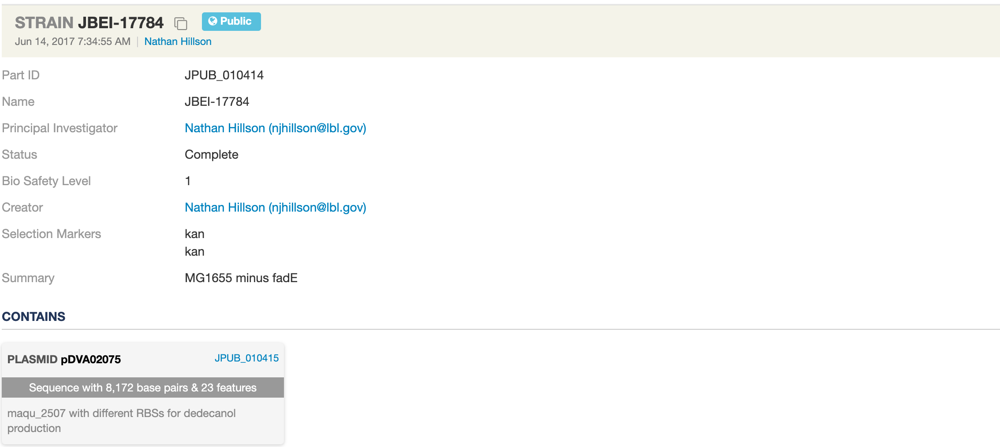 STRAIN JBEI-17784 Public
Jun 14, 2017 7:34:55 AM | Nathan Hillson
Part ID JPUB_010414
Name JBEI-17784
Principal Investigator Nathan Hillson (njhillson@lbl.gov)
Status Complete
Bio Safety Level 1
Creator Nathan Hillson (njhillson@lbl.gov)
Selection Markers kan
kan
Summary MG1655 minus fadE
CONTAINS
PLASMID pDVA02075 JPUB_010415
Sequence with 8,172 base pairs & 23 features
maqu_2507 with different RBSs for dedecanol
production